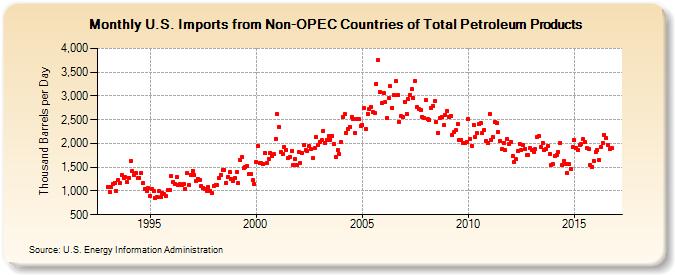 Monthly U.S. Imports from Non-OPEC Countries of Total Petroleum Products
Thousand Barrels per Day
4,000
3,500
3,000
2,500
2,000
1,500
1,000
500
1995 2000 2005 2010 2015
Source: U.S. Energy Information Administration